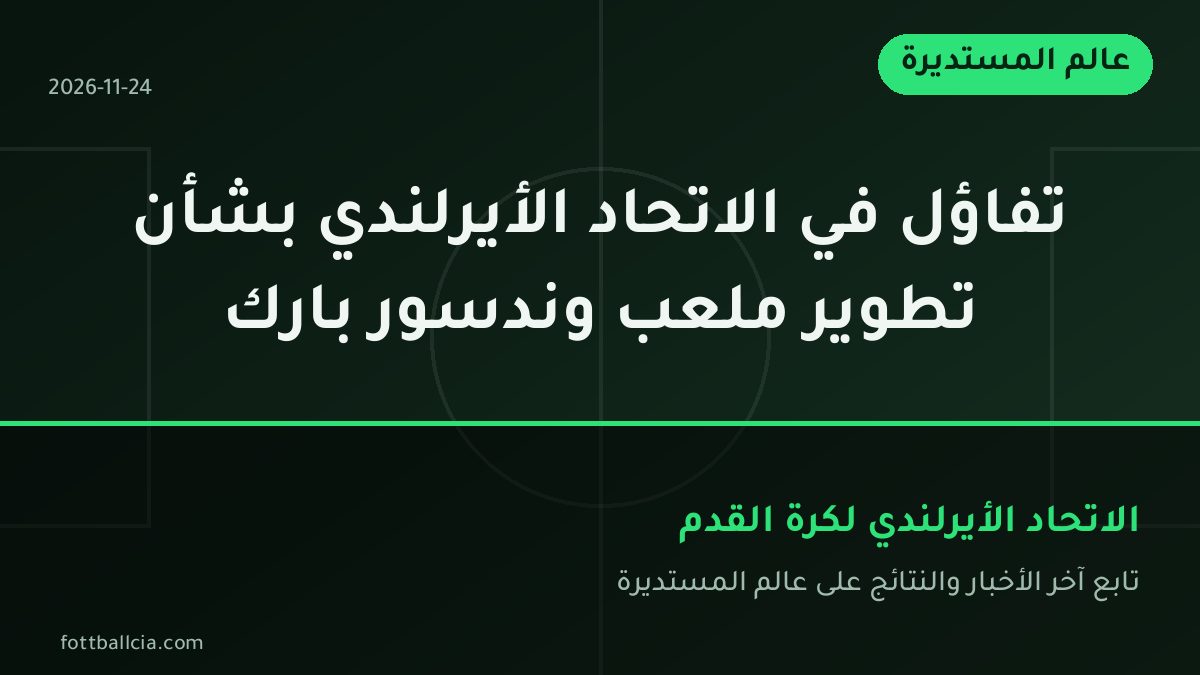 عالم المستديرة
2026-11-24
تفاؤل في الاتحاد الأيرلندي بشأن
تطوير ملعب وندسور بارك
الاتحاد الأيرلندي لكرة القدم
تابع آخر الأخبار والنتائج على عالم المستديرة
fottballcia.com